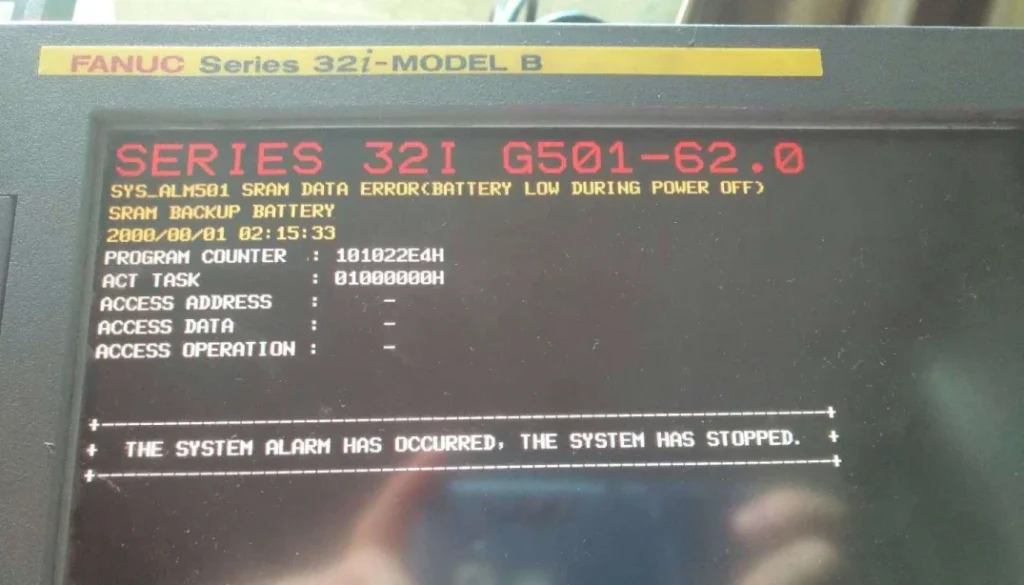 FANUC Series 32i-MODEL B
SERIES 32I G501-62.0
SYS_ALM501 SRAM DATA ERROR(BATTERY LOW DURING POWER OFF)
SRAM BACKUP BATTERY
2000/00/01 02:15:33
PROGRAM COUNTER : 101022E4H
ACT TASK : 01000000H
ACCESS ADDRESS : -
ACCESS DATA : -
ACCESS OPERATION : -
THE SYSTEM ALARM HAS OCCURRED, THE SYSTEM HAS STOPPED.